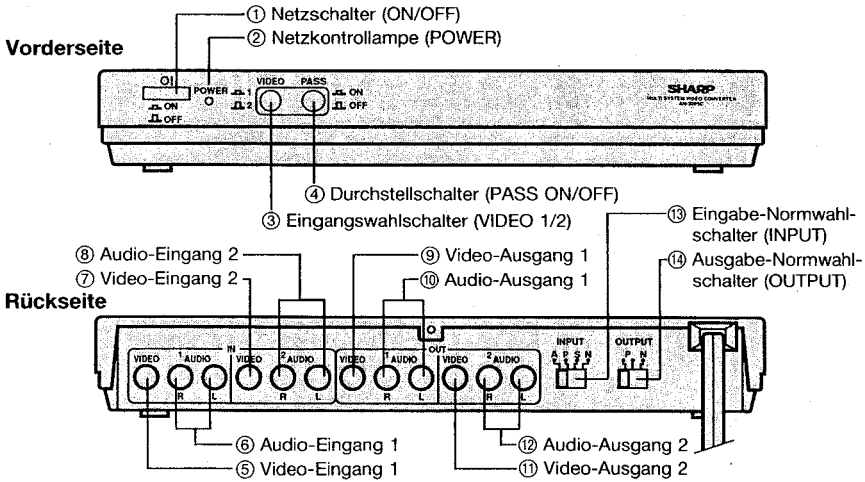 ① Netzschalter (ON/OFF)
② Netzkontrollampe (POWER)
Vorderseite
POWER
VIDEO PASS
1 ON
2 OFF
ON
OFF
SHARP
MULTI SYSTEM VIDEO CONVERTER
④ Durchstellschalter (PASS ON/OFF)
③ Eingangswahlschalter (VIDEO 1/2)
⑬ Eingabe-Normwahl-
schalter (INPUT)
⑧ Audio-Eingang 2
⑦ Video-Eingang 2
⑨ Video-Ausgang 1
⑩ Audio-Ausgang 1
⑭ Ausgabe-Normwahl-
schalter (OUTPUT)
Rückseite
IN OUT
VIDEO 1 AUDIO VIDEO 2 AUDIO VIDEO 1 AUDIO VIDEO 2 AUDIO
R L R L R L R L
INPUT OUTPUT
A P S N P N
⑥ Audio-Eingang 1
⑤ Video-Eingang 1
⑫ Audio-Ausgang 2
⑪ Video-Ausgang 2